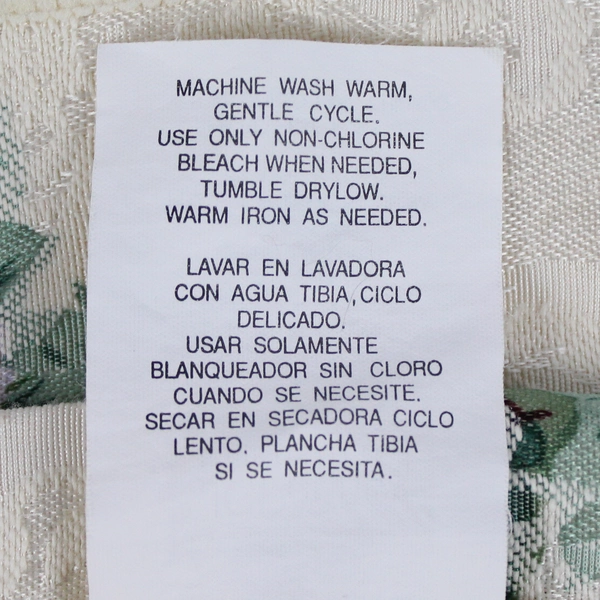 MACHINE WASH WARM,
GENTLE CYCLE.
USE ONLY NON-CHLORINE
BLEACH WHEN NEEDED,
TUMBLE DRYLOW.
WARM IRON AS NEEDED.
LAVAR EN LAVADORA
CON AGUA TIBIA,CICLO
DELICADO.
USAR SOLAMENTE
BLANQUEADOR SIN CLORO
CUANDO SE NECESITE.
SECAR EN SECADORA CICLO
LENTO. PLANCHA TIBIA
SI SE NECESITA.